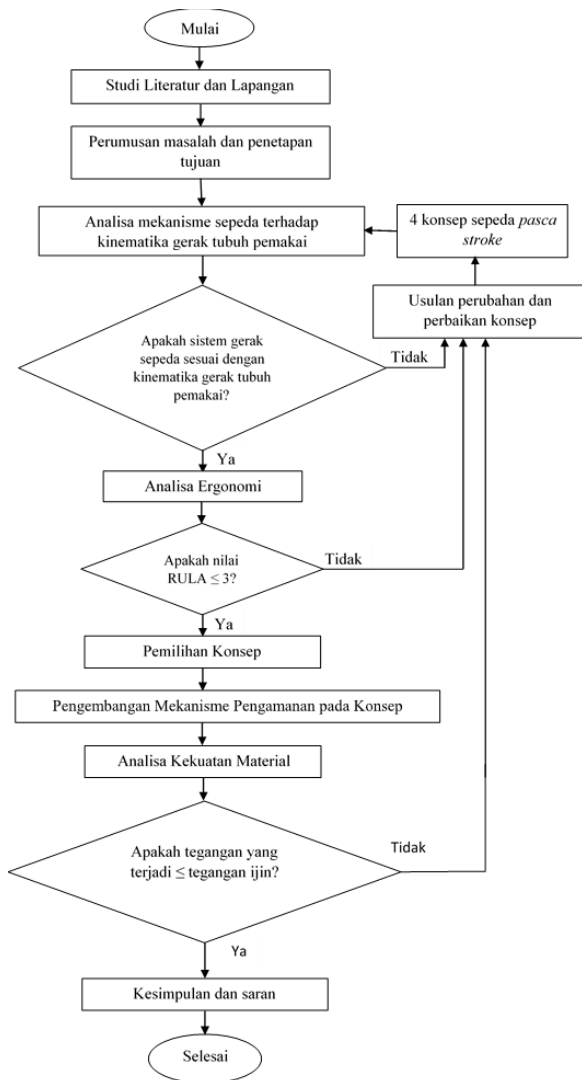 Mulai
Studi Literatur dan Lapangan
Perumusan masalah dan penetapan
tujuan
Analisa mekanisme sepeda terhadap
kinematika gerak tubuh pemakai
4 konsep sepeda pasca
stroke
Usulan perubahan dan
perbaikan konsep
Apakah sistem gerak
sepeda sesuai dengan
kinematika gerak tubuh
pemakai?
Tidak
Ya
Analisa Ergonomi
Apakah nilai
RULA ≤ 3?
Tidak
Ya
Pemilihan Konsep
Pengembangan Mekanisme Pengamanan pada Konsep
Analisa Kekuatan Material
Apakah tegangan yang
terjadi ≤ tegangan ijin?
Tidak
Ya
Kesimpulan dan saran
Selesai